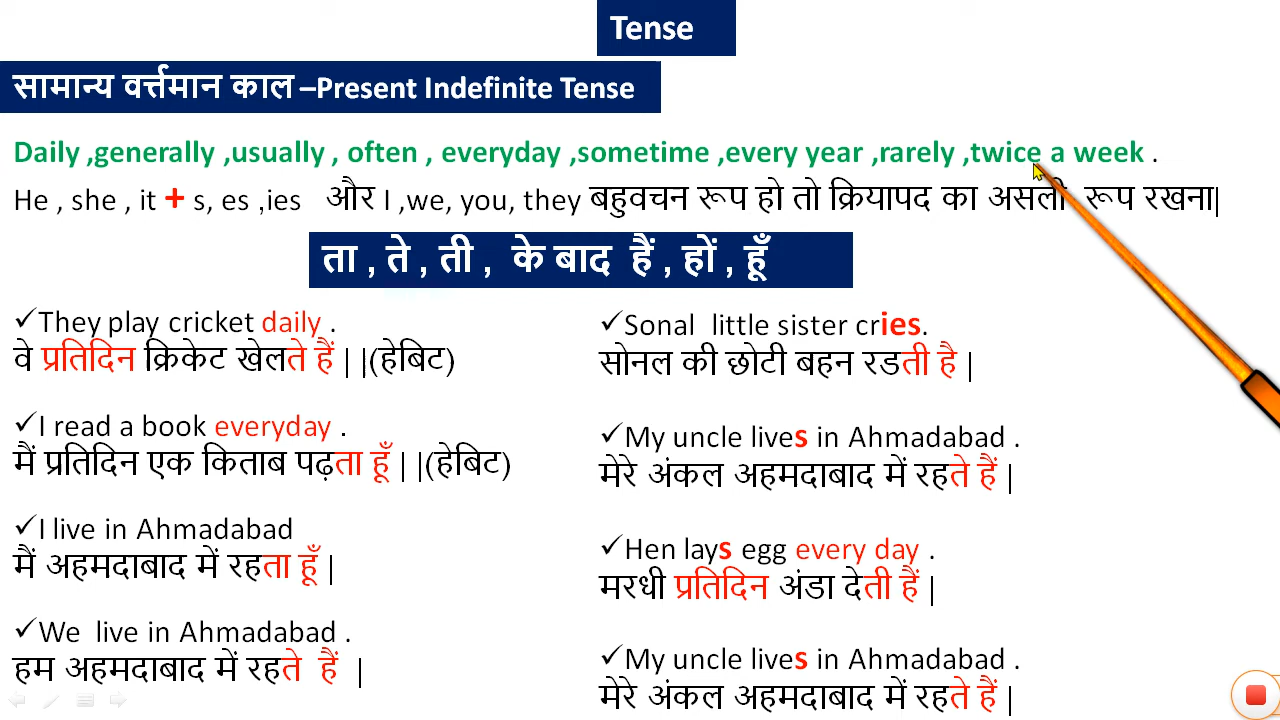 Tense
सामान्य वर्त्तमान काल –Present Indefinite Tense
Daily ,generally ,usually , often , everyday ,sometime ,every year ,rarely ,twice a week .
He , she , it + s, es ,ies और I ,we, you, they बहुवचन रूप हो तो क्रियापद का असली रूप रखना|
ता , ते , ती , के बाद हैं , हों , हूँ
✓They play cricket daily .
वे प्रतिदिन क्रिकेट खेलते हैं | |(हेबिट)
✓I read a book everyday .
मैं प्रतिदिन एक किताब पढ़ता हूँ | |(हेबिट)
✓I live in Ahmadabad
मैं अहमदाबाद में रहता हूँ |
✓We live in Ahmadabad .
हम अहमदाबाद में रहते हैं |
✓Sonal little sister cries.
सोनल की छोटी बहन रडती है |
✓My uncle lives in Ahmadabad .
मेरे अंकल अहमदाबाद में रहते हैं |
✓Hen lays egg every day .
मरधी प्रतिदिन अंडा देती हैं |
✓My uncle lives in Ahmadabad .
मेरे अंकल अहमदाबाद में रहते हैं |